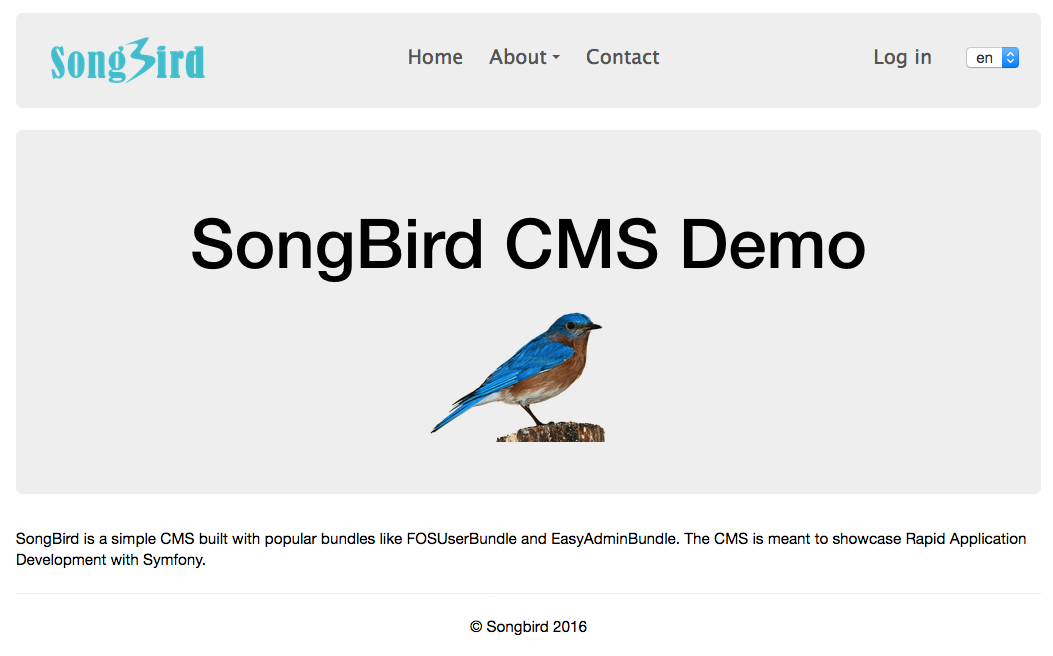 SongBird
Home About Contact
Log in en
SongBird CMS Demo
SongBird is a simple CMS built with popular bundles like FOSUserBundle and EasyAdminBundle. The CMS is meant to showcase Rapid Application
Development with Symfony.
© Songbird 2016